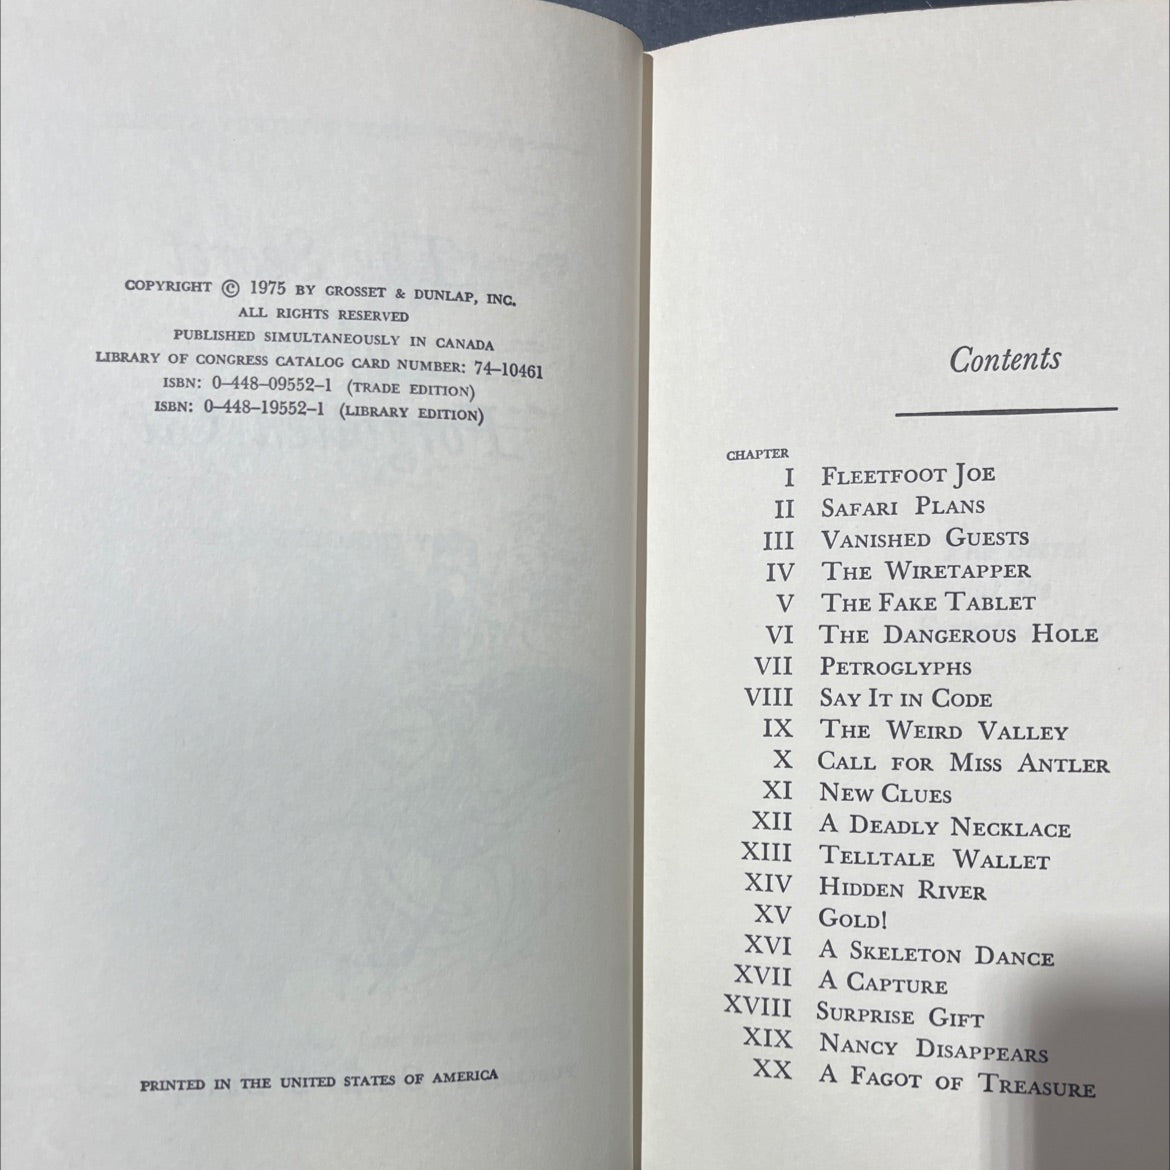 COPYRIGHT © 1975 BY GROSSET & DUNLAP, INC.
ALL RIGHTS RESERVED
PUBLISHED SIMULTANEOUSLY IN CANADA
LIBRARY OF CONGRESS CATALOG CARD NUMBER: 74–10461
ISBN: 0–448–09552–1 (TRADE EDITION)
ISBN: 0–448–19552–1 (LIBRARY EDITION)
PRINTED IN THE UNITED STATES OF AMERICA
Contents
CHAPTER
I FLEETFOOT JOE
II SAFARI PLANS
III VANISHED GUESTS
IV THE WIRETAPPER
V THE FAKE TABLET
VI THE DANGEROUS HOLE
VII PETROGLYPHS
VIII SAY IT IN CODE
IX THE WEIRD VALLEY
X CALL FOR MISS ANTLER
XI NEW CLUES
XII A DEADLY NECKLACE
XIII TELLTALE WALLET
XIV HIDDEN RIVER
XV GOLD!
XVI A SKELETON DANCE
XVII A CAPTURE
XVIII SURPRISE GIFT
XIX NANCY DISAPPEARS
XX A FAGOT OF TREASURE